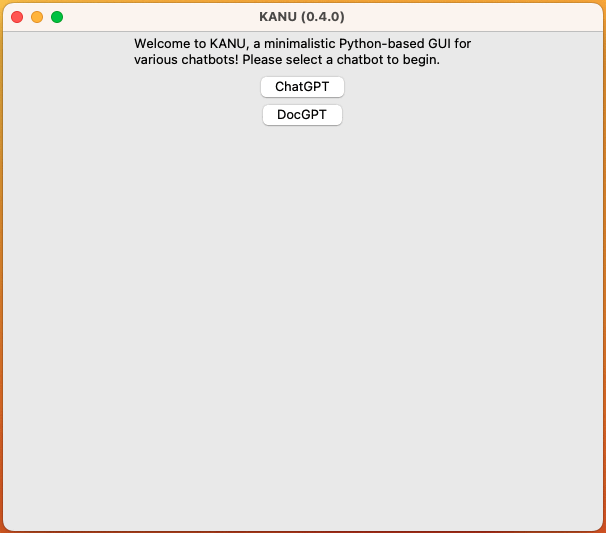 KANU (0.4.0)
Welcome to KANU, a minimalistic Python-based GUI for
various chatbots! Please select a chatbot to begin.
ChatGPT
DocGPT